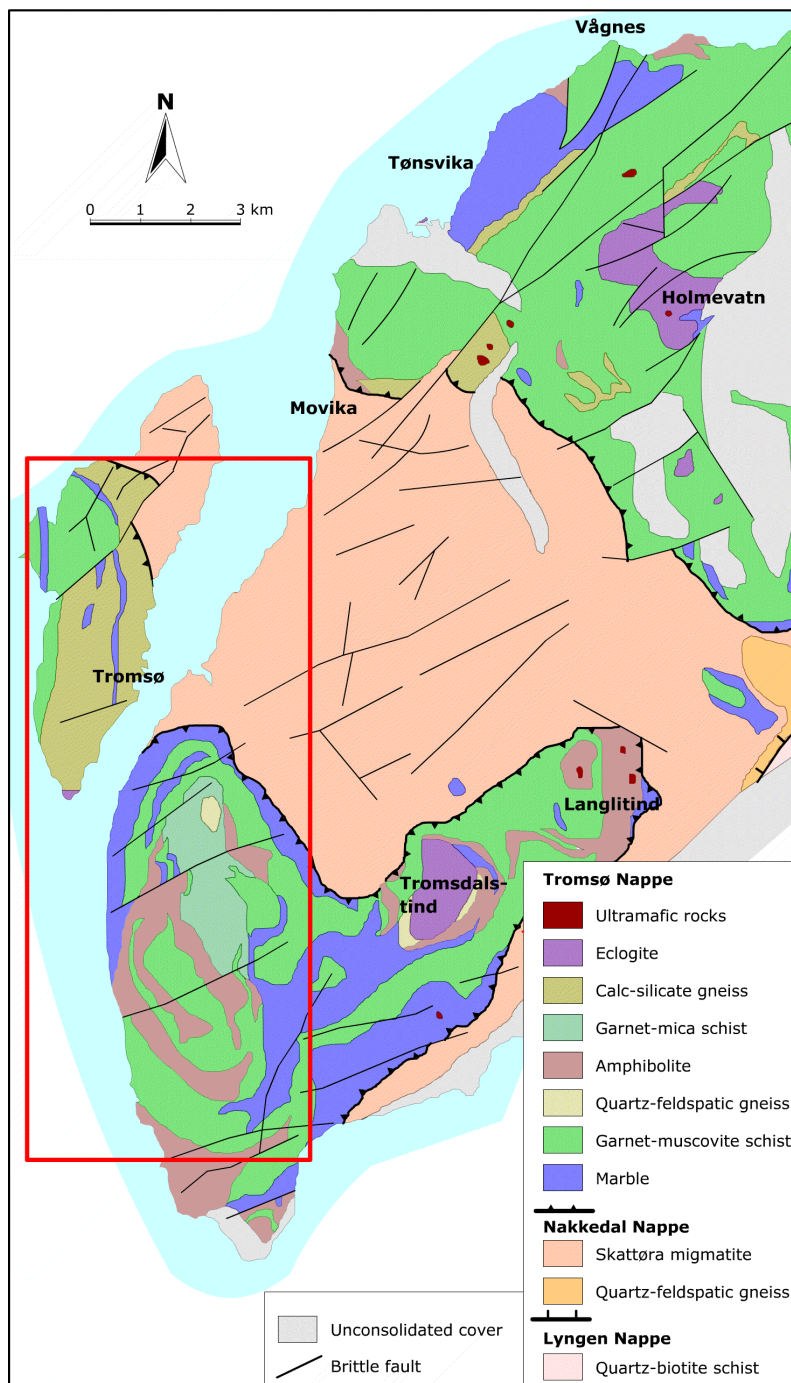 Vågnes
N
Tønsvika
0 1 2 3 km
Holmevatn
Movika
Tromsø
Langlitind
Tromsdals-
tind
Tromsø Nappe
Ultramafic rocks
Eclogite
Calc-silicate gneiss
Garnet-mica schist
Amphibolite
Quartz-feldspatic gneiss
Garnet-muscovite schist
Marble
Nakkedal Nappe
Skattøra migmatite
Quartz-feldspatic gneiss
Lyngen Nappe
Quartz-biotite schist
Unconsolidated cover
Brittle fault